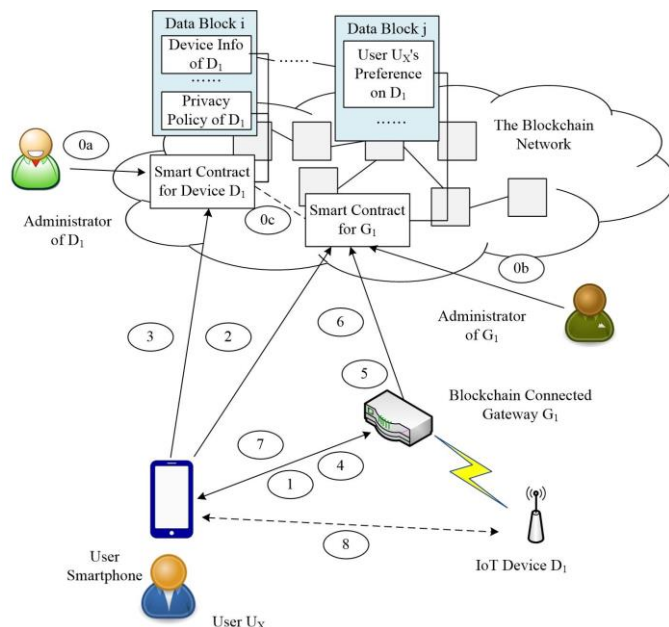 Data Block i
Device Info
of D₁
······
Privacy
Policy of D₁
······
Data Block j
User Uₓ's
Preference
on D₁
······
The Blockchain
Network
0a
Smart Contract
for Device D₁
0c
Smart Contract
for G₁
Administrator
of D₁
0b
3
2
6
Administrator
of G₁
5
Blockchain Connected
Gateway G₁
7
4
1
8
User
Smartphone
IoT Device D₁
User Uₓ